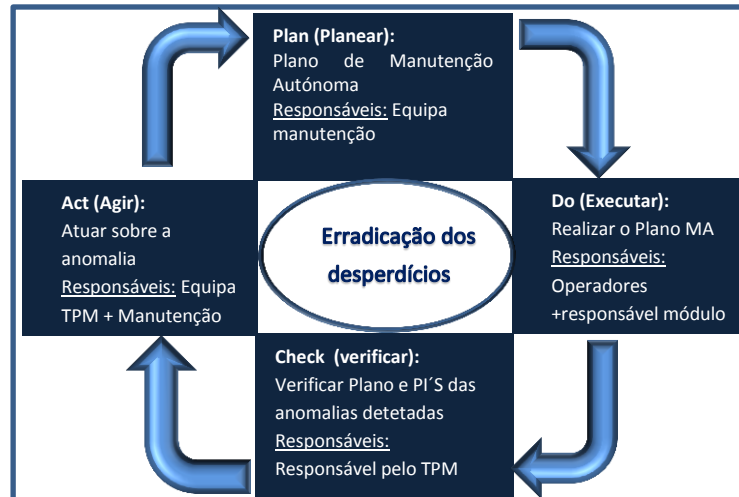 Plan (Planear):
Plano de Manutenção
Autónoma
Responsáveis: Equipa
manutenção
Act (Agir):
Atuar sobre a
anomalia
Responsáveis: Equipa
TPM + Manutenção
Erradicação dos
desperdícios
Do (Executar):
Realizar o Plano MA
Responsáveis:
Operadores
+responsável módulo
Check (verificar):
Verificar Plano e PI´S das
anomalias detetadas
Responsáveis:
Responsável pelo TPM